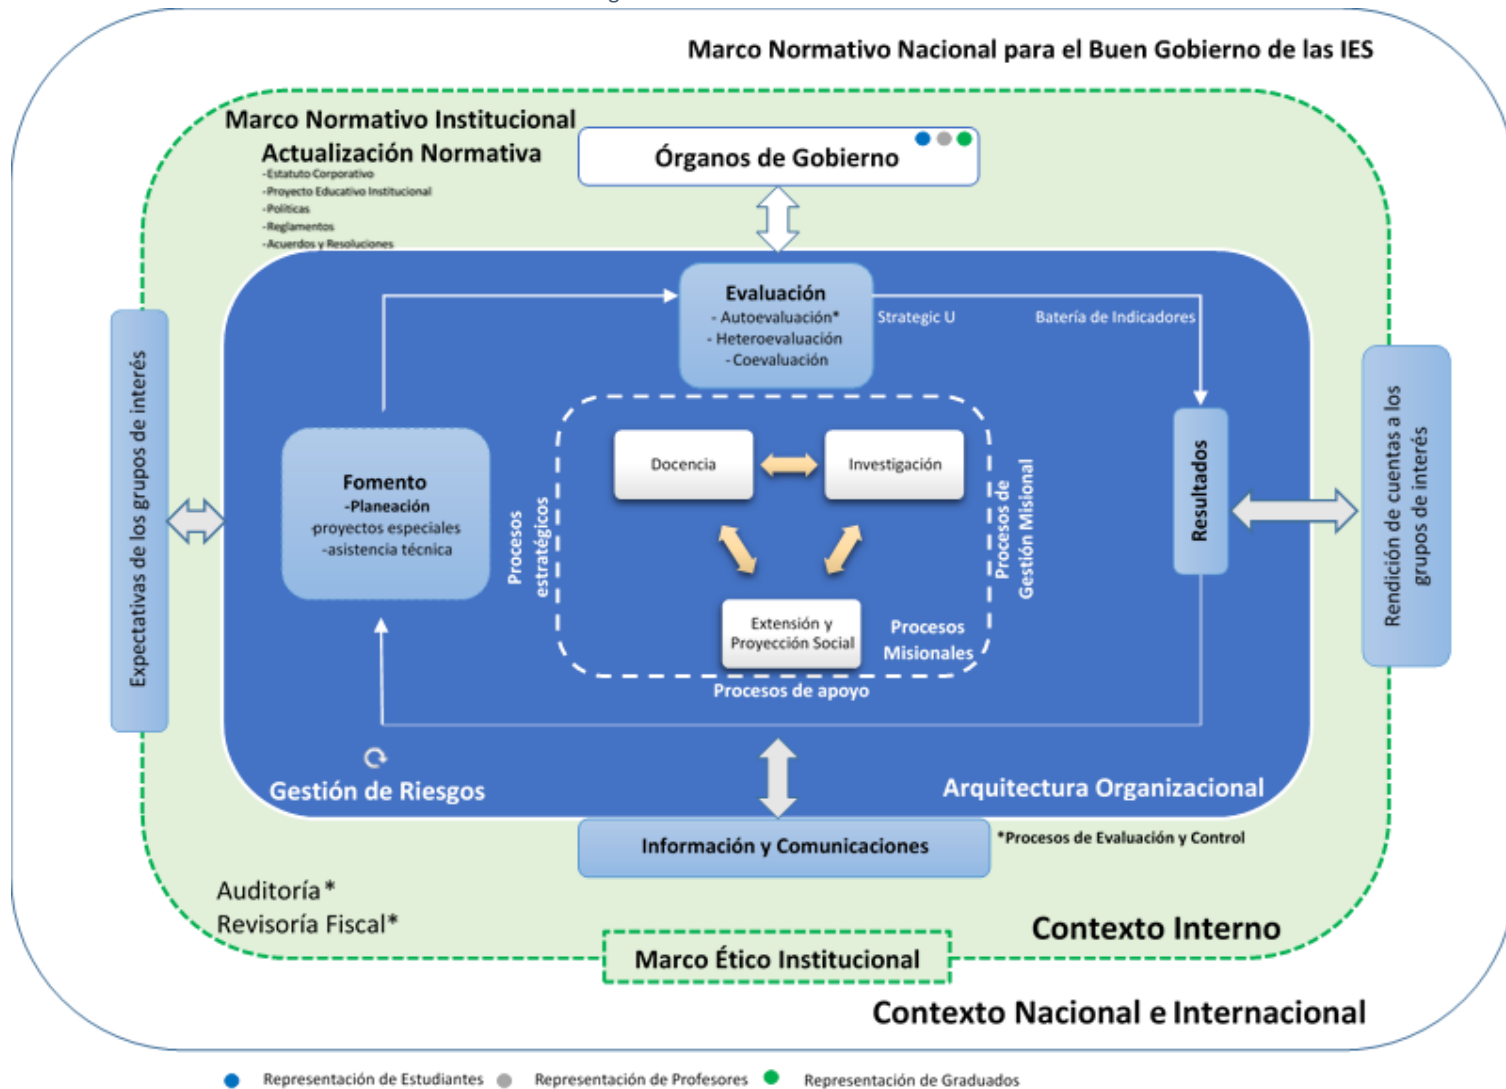 Marco Normativo Nacional para el Buen Gobierno de las IES
Marco Normativo Institucional
Actualización Normativa
-Estatuto Corporativo
-Proyecto Educativo Institucional
-Políticas
-Reglamentos
-Acuerdos y Resoluciones
Órganos de Gobierno
Evaluación
- Autoevaluación*
- Heteroevaluación
-Coevaluación
Strategic U
Batería de Indicadores
Expectativas de los grupos de interés
Fomento
-Planeación
-proyectos especiales
-asistencia técnica
Procesos
estratégicos
Docencia
Investigación
Extensión y
Proyección Social
Procesos
Misionales
Procesos de
Gestión Misional
Procesos de apoyo
Resultados
Rendición de cuentas a los
grupos de interés
Gestión de Riesgos
Arquitectura Organizacional
Información y Comunicaciones
*Procesos de Evaluación y Control
Auditoría*
Revisoría Fiscal*
Contexto Interno
Marco Ético Institucional
Contexto Nacional e Internacional
Representación de Estudiantes
Representación de Profesores
Representación de Graduados